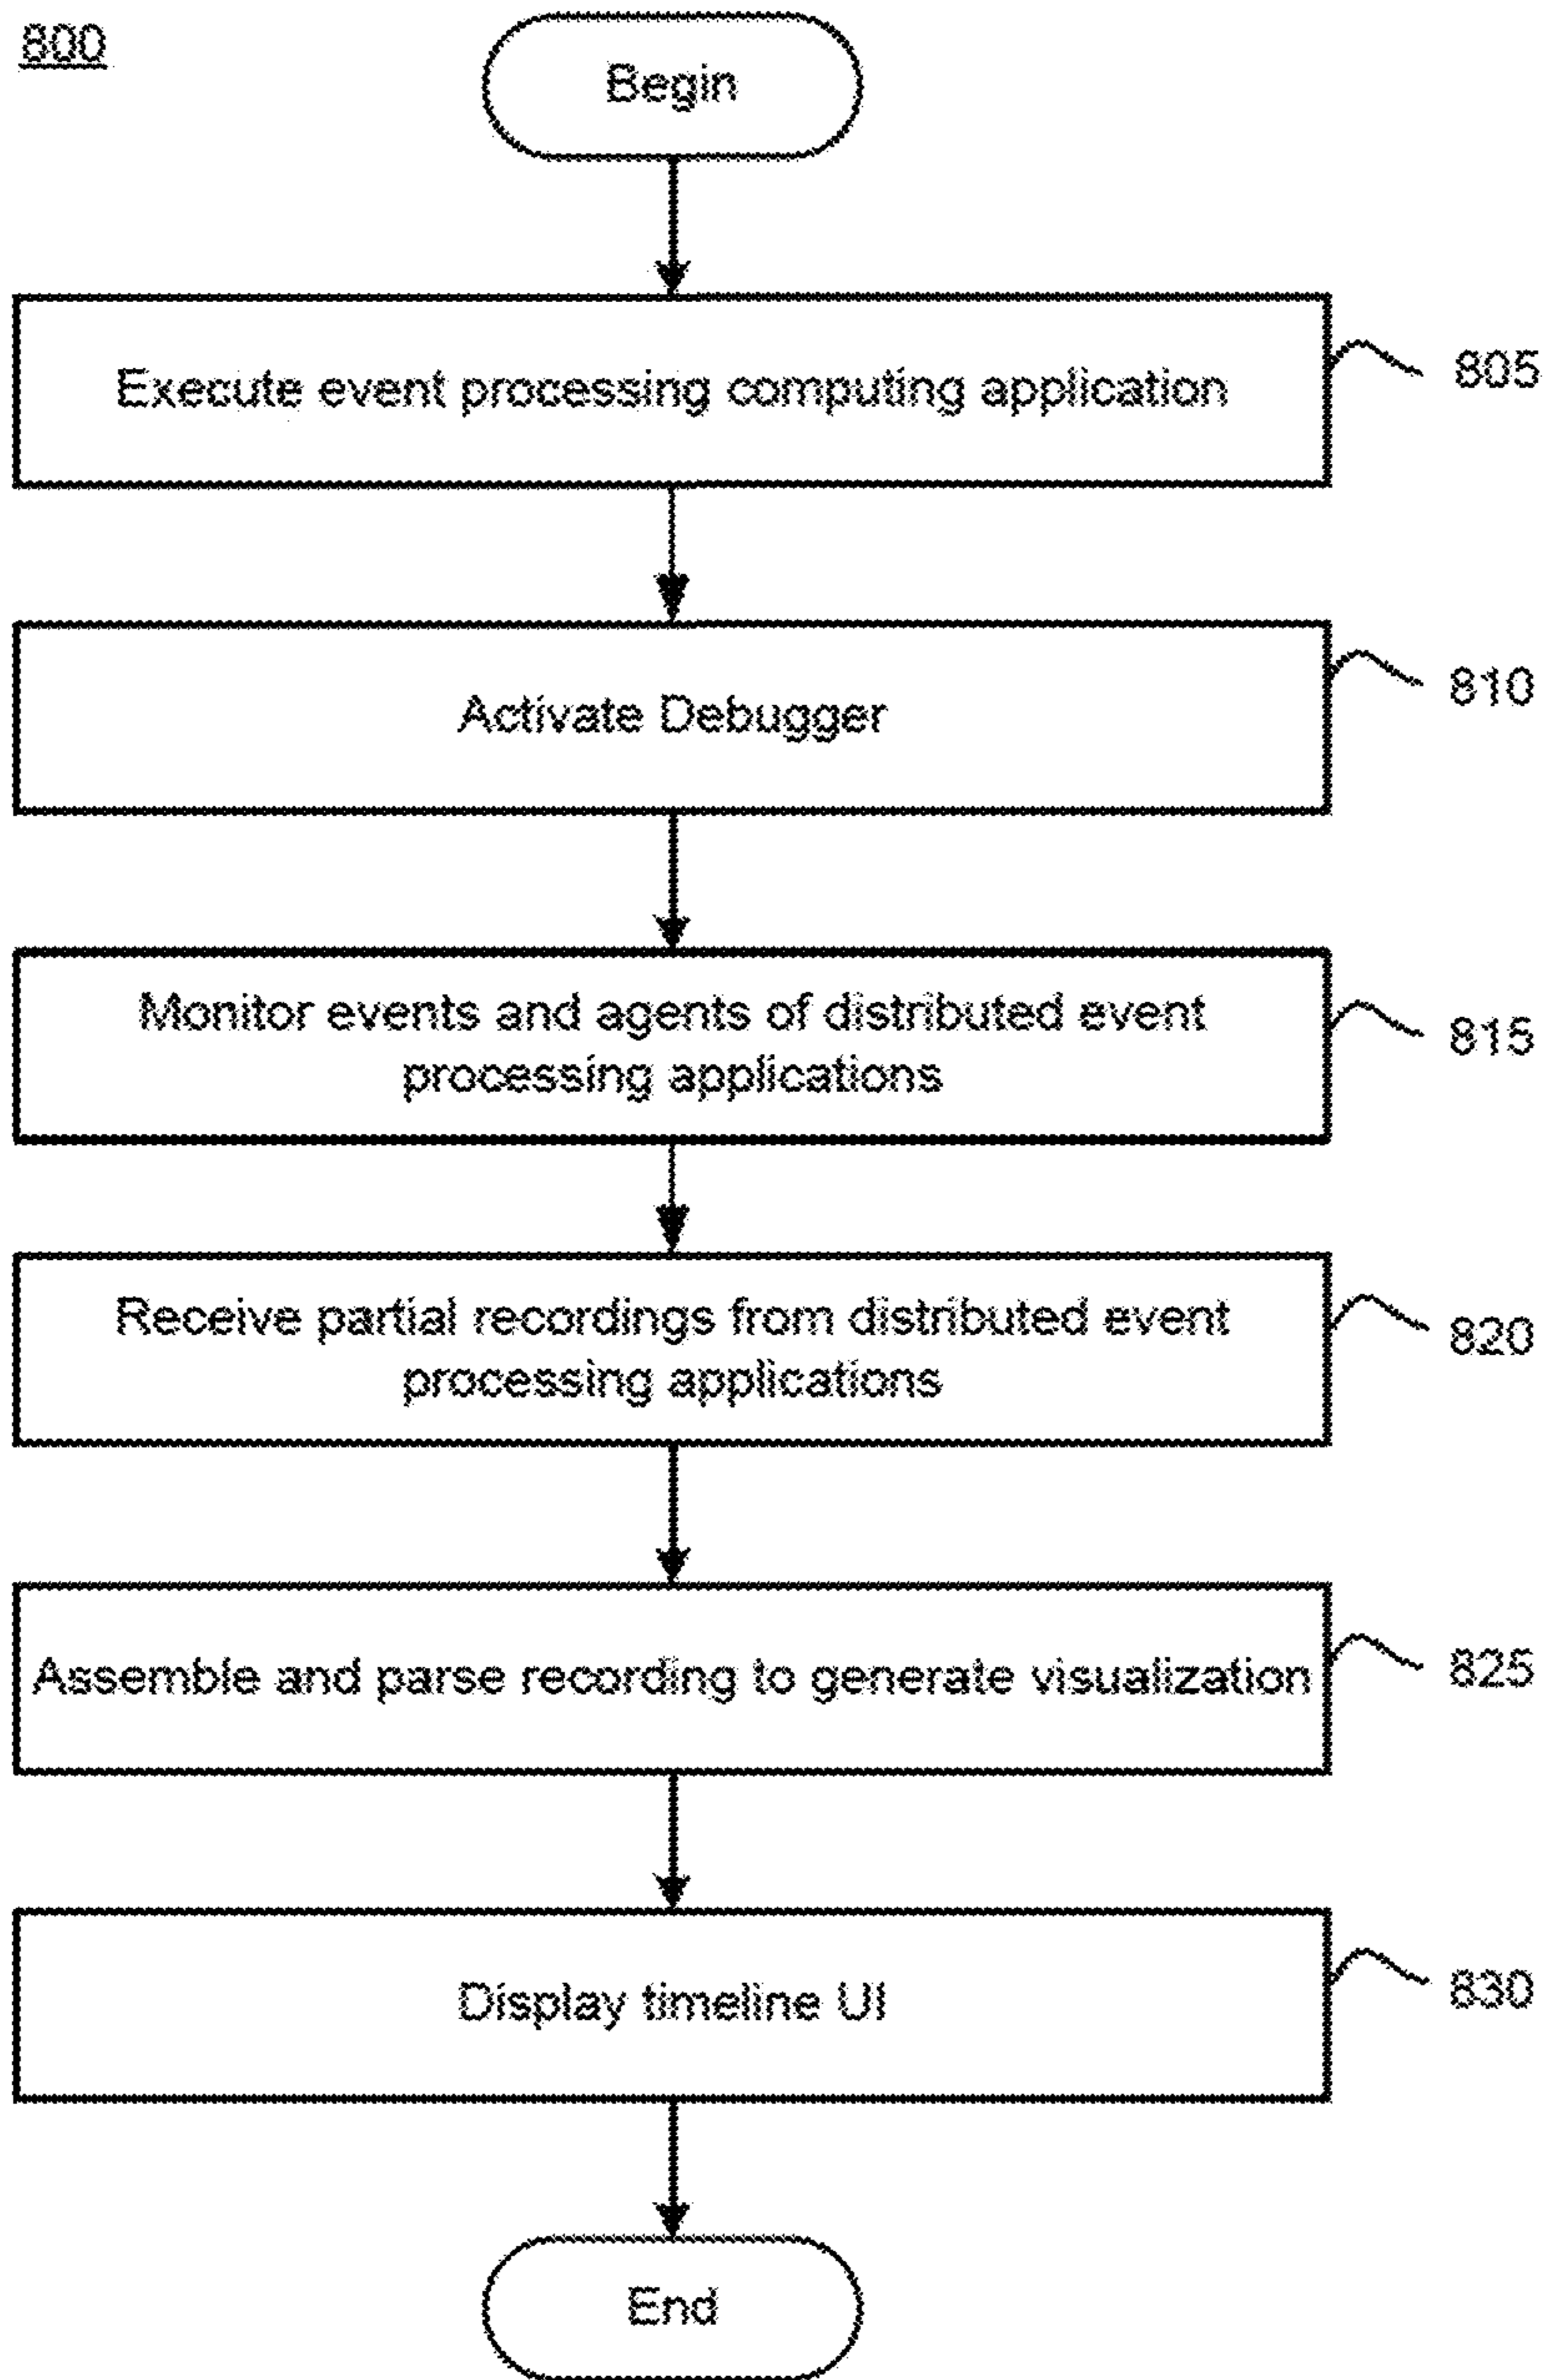 800
Begin
Execute event processing computing application
805
Activate Debugger
810
Monitor events and agents of distributed event
processing applications
815
Receive partial recordings from distributed event
processing applications
820
Assemble and parse recording to generate visualization
825
Display timeline UI
830
End